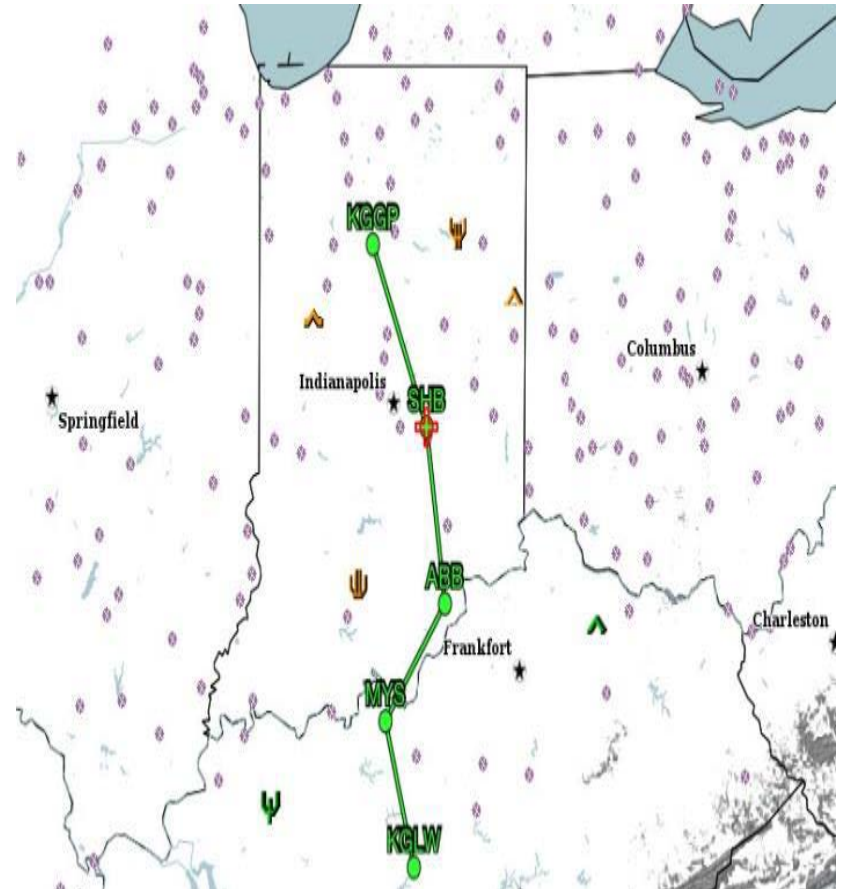 KGGP
Columbus
Indianapolis
SHB
Springfield
ABB
Charleston
Frankfort
MYS
KGLW